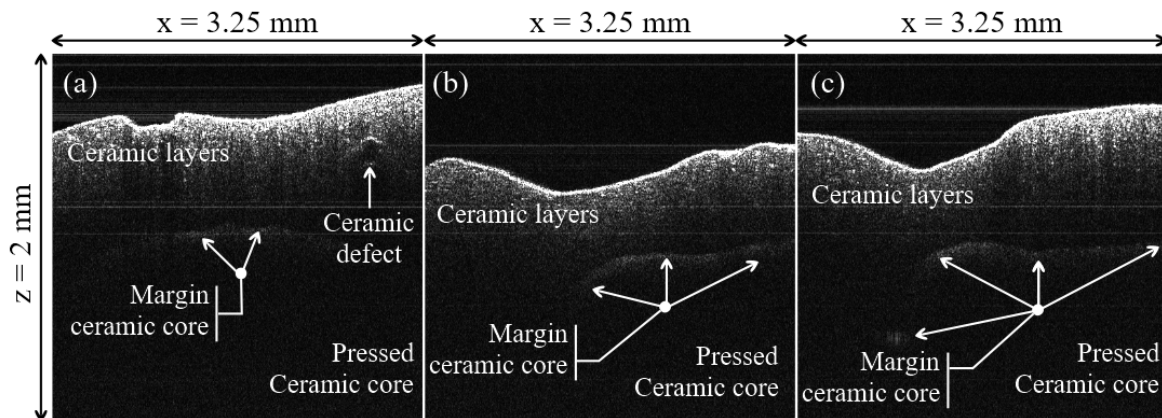 x = 3.25 mm
x = 3.25 mm
x = 3.25 mm
z = 2 mm
(a)
Ceramic layers
Ceramic
defect
Margin
ceramic core
Pressed
Ceramic core
(b)
Ceramic layers
Margin
ceramic core
Pressed
Ceramic core
(c)
Ceramic layers
Margin
ceramic core
Pressed
Ceramic core